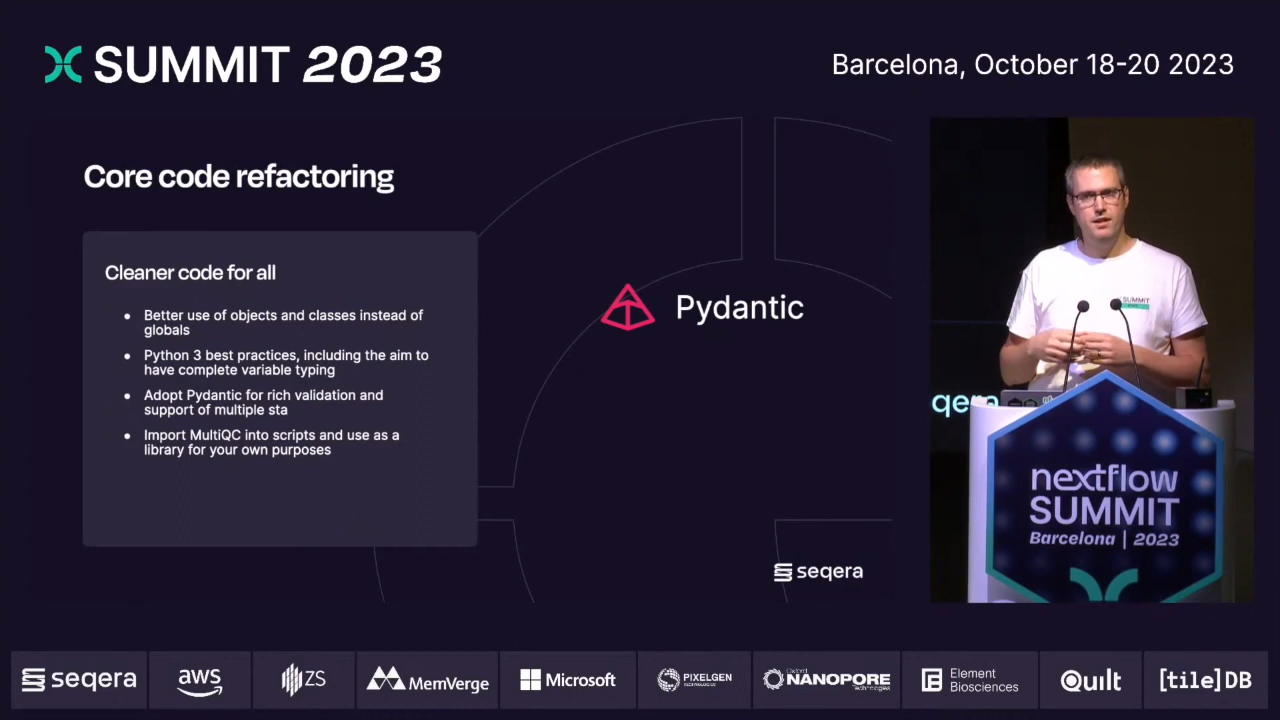 SUMMIT 2023
Barcelona, October 18-20 2023
Core code refactoring
Cleaner code for all
Better use of objects and classes instead of
globals
Python 3 best practices, including the aim to
have complete variable typing
Adopt Pydantic for rich validation and
support of multiple sta
Import MultiQC into scripts and use as a
library for your own purposes
Pydantic
seqera
SUMMIT
qera
nextflow
SUMMIT
Barcelona | 2023
seqera
aws
ZS
MemVerge
Microsoft
PIXELGEN
TECHNOLOGIES
Oxford
NANOPORE
Technologies
Element
Biosciences
Quilt
[tile]DB